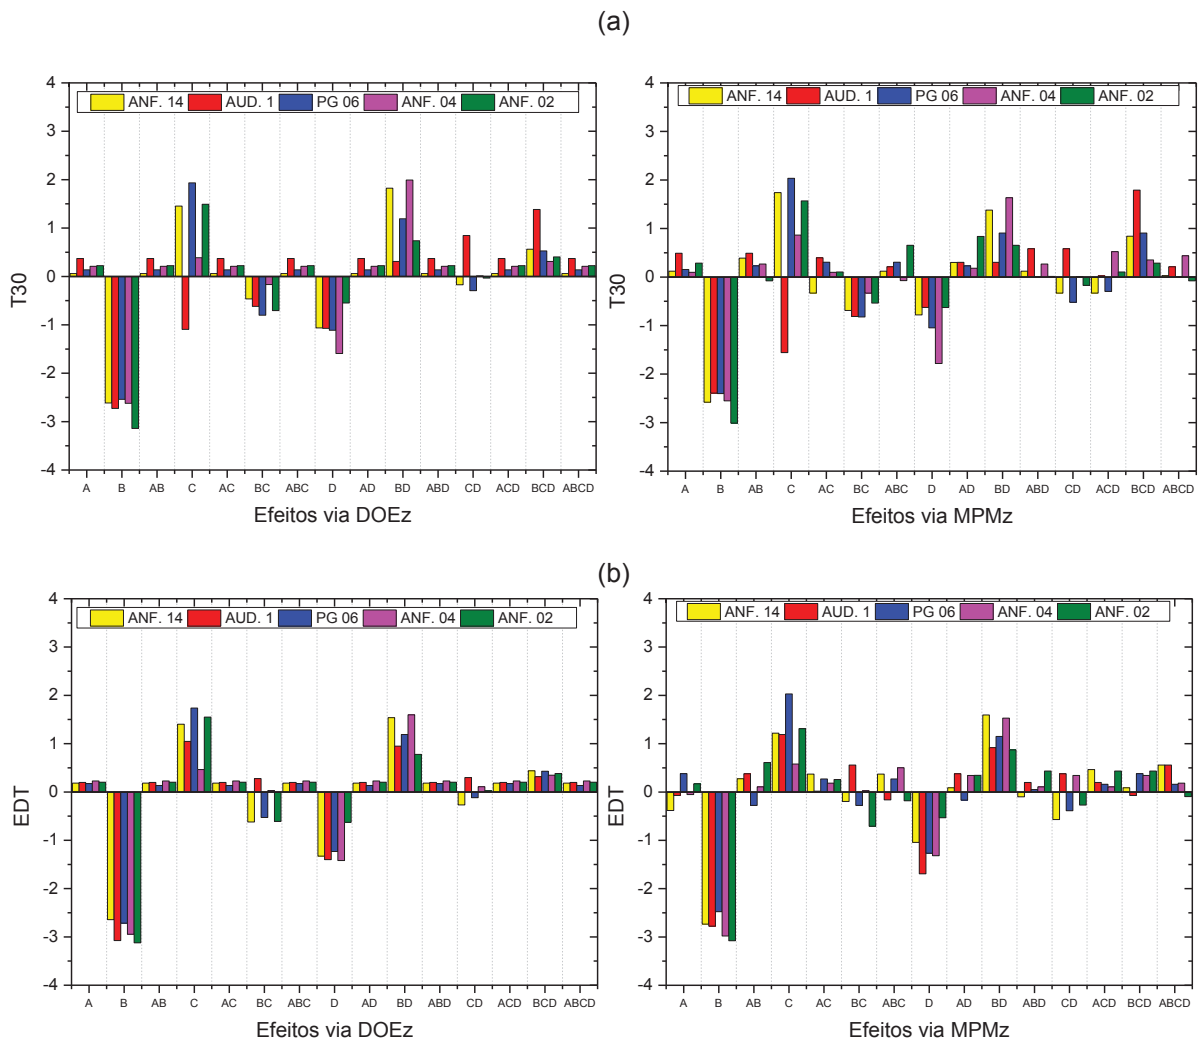 (a)
ANF. 14 AUD. 1 PG 06 ANF. 04 ANF. 02
4
3
2
1
0
-1
-2
-3
-4
T30
A B AB C AC BC ABC D AD BD ABD CD ACD BCD ABCD
Efeitos via DOEz
ANF. 14 AUD. 1 PG 06 ANF. 04 ANF. 02
4
3
2
1
0
-1
-2
-3
-4
T30
A B AB C AC BC ABC D AD BD ABD CD ACD BCD ABCD
Efeitos via MPMz
(b)
ANF. 14 AUD. 1 PG 06 ANF. 04 ANF. 02
4
3
2
1
0
-1
-2
-3
-4
EDT
A B AB C AC BC ABC D AD BD ABD CD ACD BCD ABCD
Efeitos via DOEz
ANF. 14 AUD. 1 PG 06 ANF. 04 ANF. 02
4
3
2
1
0
-1
-2
-3
-4
EDT
A B AB C AC BC ABC D AD BD ABD CD ACD BCD ABCD
Efeitos via MPMz